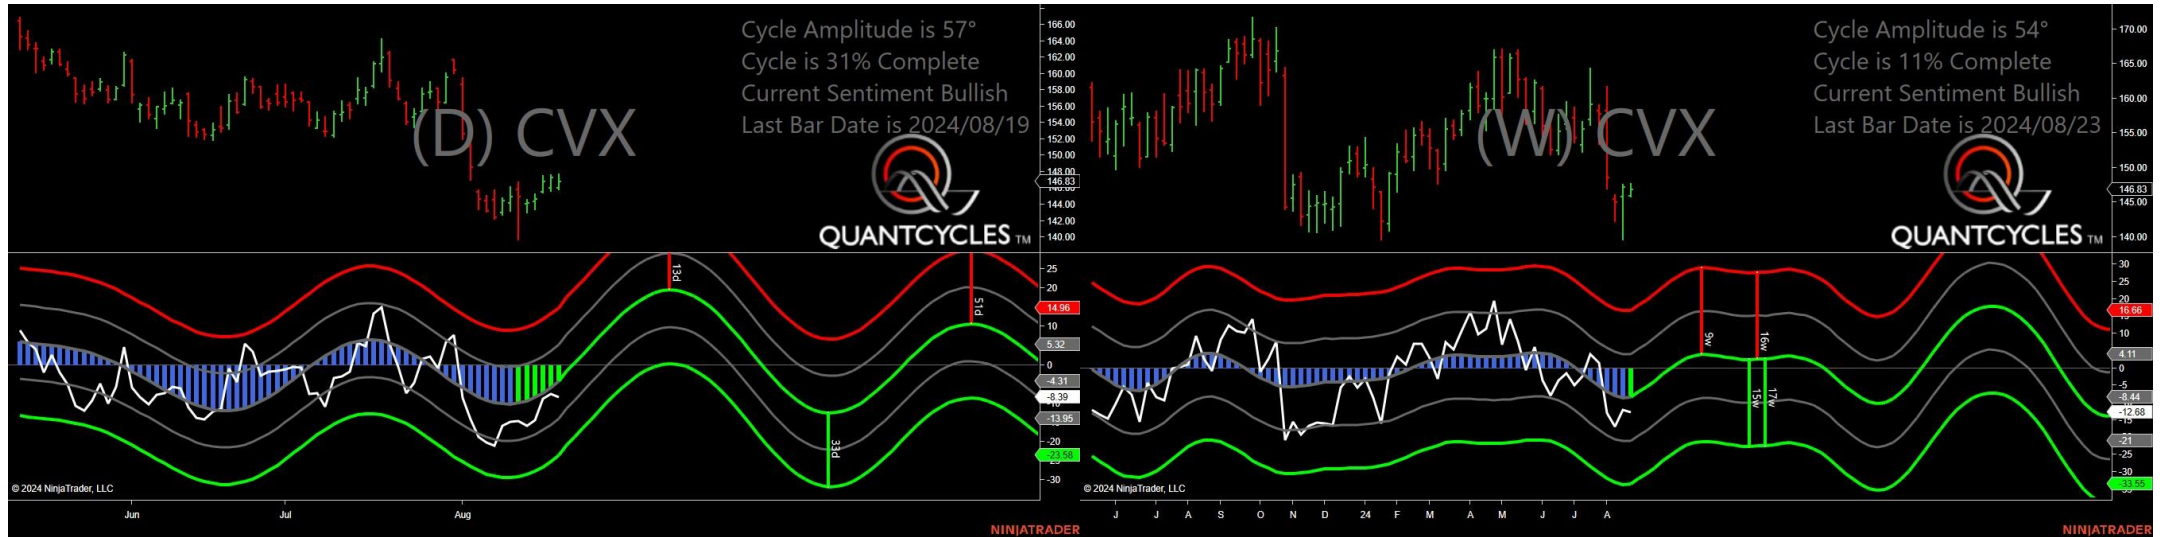 Cycle Amplitude is 57°
Cycle is 31% Complete
Current Sentiment Bullish
Last Bar Date is 2024/08/19
(D) CVX
QUANTCYCLES TM
166.00
164.00
162.00
160.00
158.00
156.00
154.00
152.00
150.00
148.00
146.83
144.00
142.00
140.00
13d
51d
33d
25
20
14.96
10
5.32
0
-4.31
-8.39
-13.95
-20
-23.58
-30
© 2024 NinjaTrader, LLC
Jun Jul Aug
NINJATRADER
Cycle Amplitude is 54°
Cycle is 11% Complete
Current Sentiment Bullish
Last Bar Date is 2024/08/23
(W) CVX
QUANTCYCLES TM
170.00
165.00
160.00
155.00
150.00
146.83
145.00
140.00
9w
16w
15w
17w
30
25
20
16.66
10
4.11
0
-5
-8.44
-12.68
-21
-25
-30
-33.55
© 2024 NinjaTrader, LLC
J J A S O N D 24 F M A M J J A
NINJATRADER